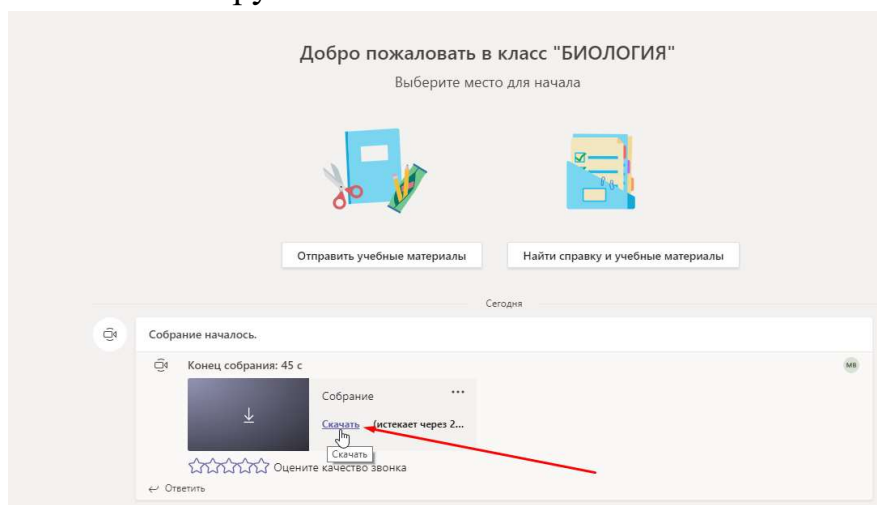 Добро пожаловать в класс "БИОЛОГИЯ"
Выберите место для начала
Отправить учебные материалы
Найти справку и учебные материалы
Сегодня
Собрание началось.
Конец собрания: 45 с
МВ
Собрание ...
Скачать (истекает через 2...
Скачать
Оцените качество звонка
Ответить